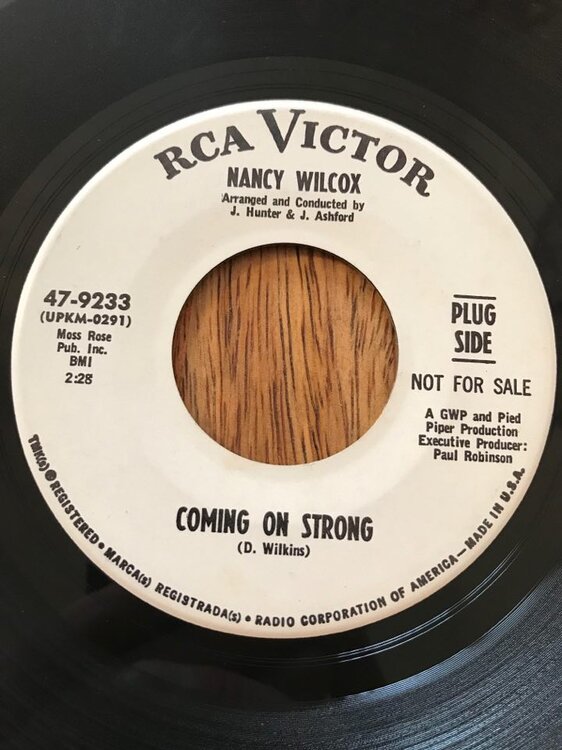 RCA VICTOR
NANCY WILCOX
Arranged and Conducted by
J. Hunter & J. Ashford
47-9233
(UPKM-0291)
Moss Rose
Pub. Inc.
BMI
2:28
PLUG
SIDE
NOT FOR SALE
A GWP and Pied
Piper Production
Executive Producer:
Paul Robinson
COMING ON STRONG
(D. Wilkins)
TMK(s) ® REGISTERED • MARCA(s) REGISTRADA(s) • RADIO CORPORATION OF AMERICA—MADE IN U.S.A.